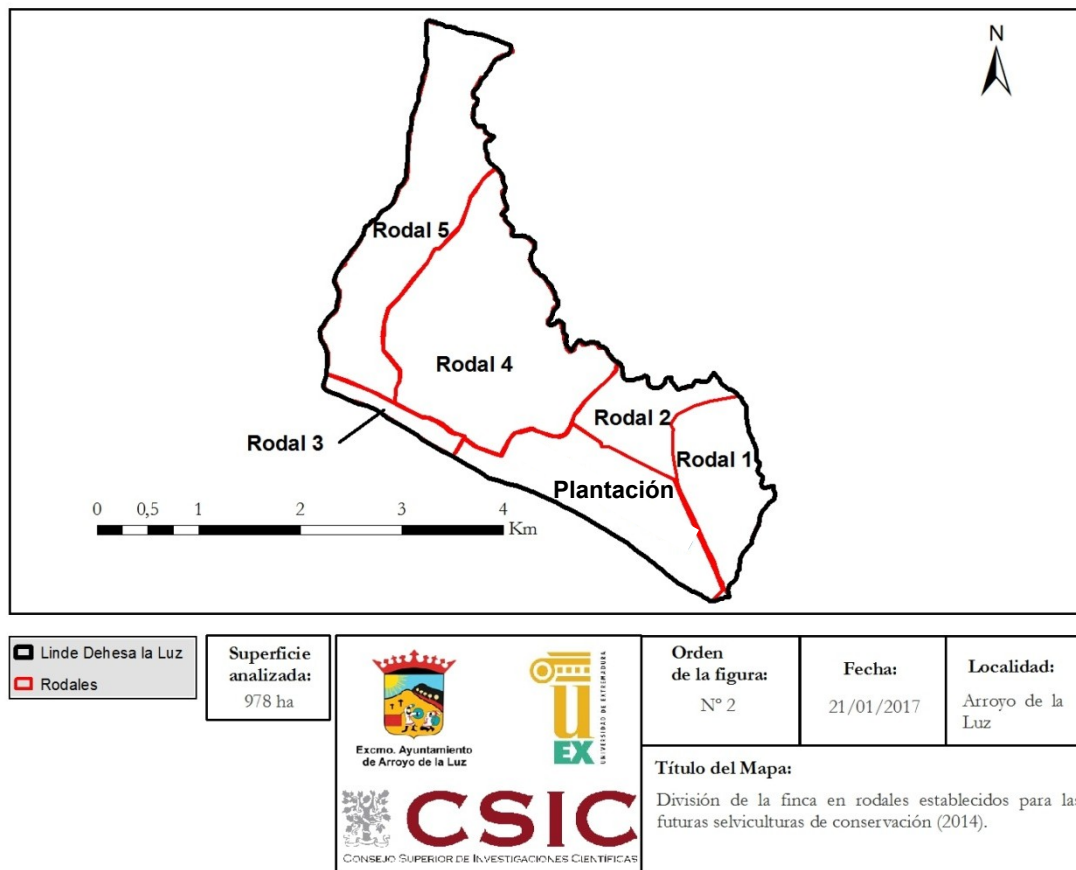 N
Rodal 5
Rodal 4
Rodal 2
Rodal 3
Rodal 1
Plantación
0 0,5 1 2 3 4
Km
Linde Dehesa la Luz
Rodales
Superficie
analizada:
978 ha
Excmo. Ayuntamiento
de Arroyo de la Luz
UNIVERSIDAD DE EXTREMADURA
U
EX
CSIC
CONSEJO SUPERIOR DE INVESTIGACIONES CIENTÍFICAS
Orden
de la figura:
Nº 2
Fecha:
21/01/2017
Localidad:
Arroyo de la
Luz
Título del Mapa:
División de la finca en rodales establecidos para las
futuras selviculturas de conservación (2014).